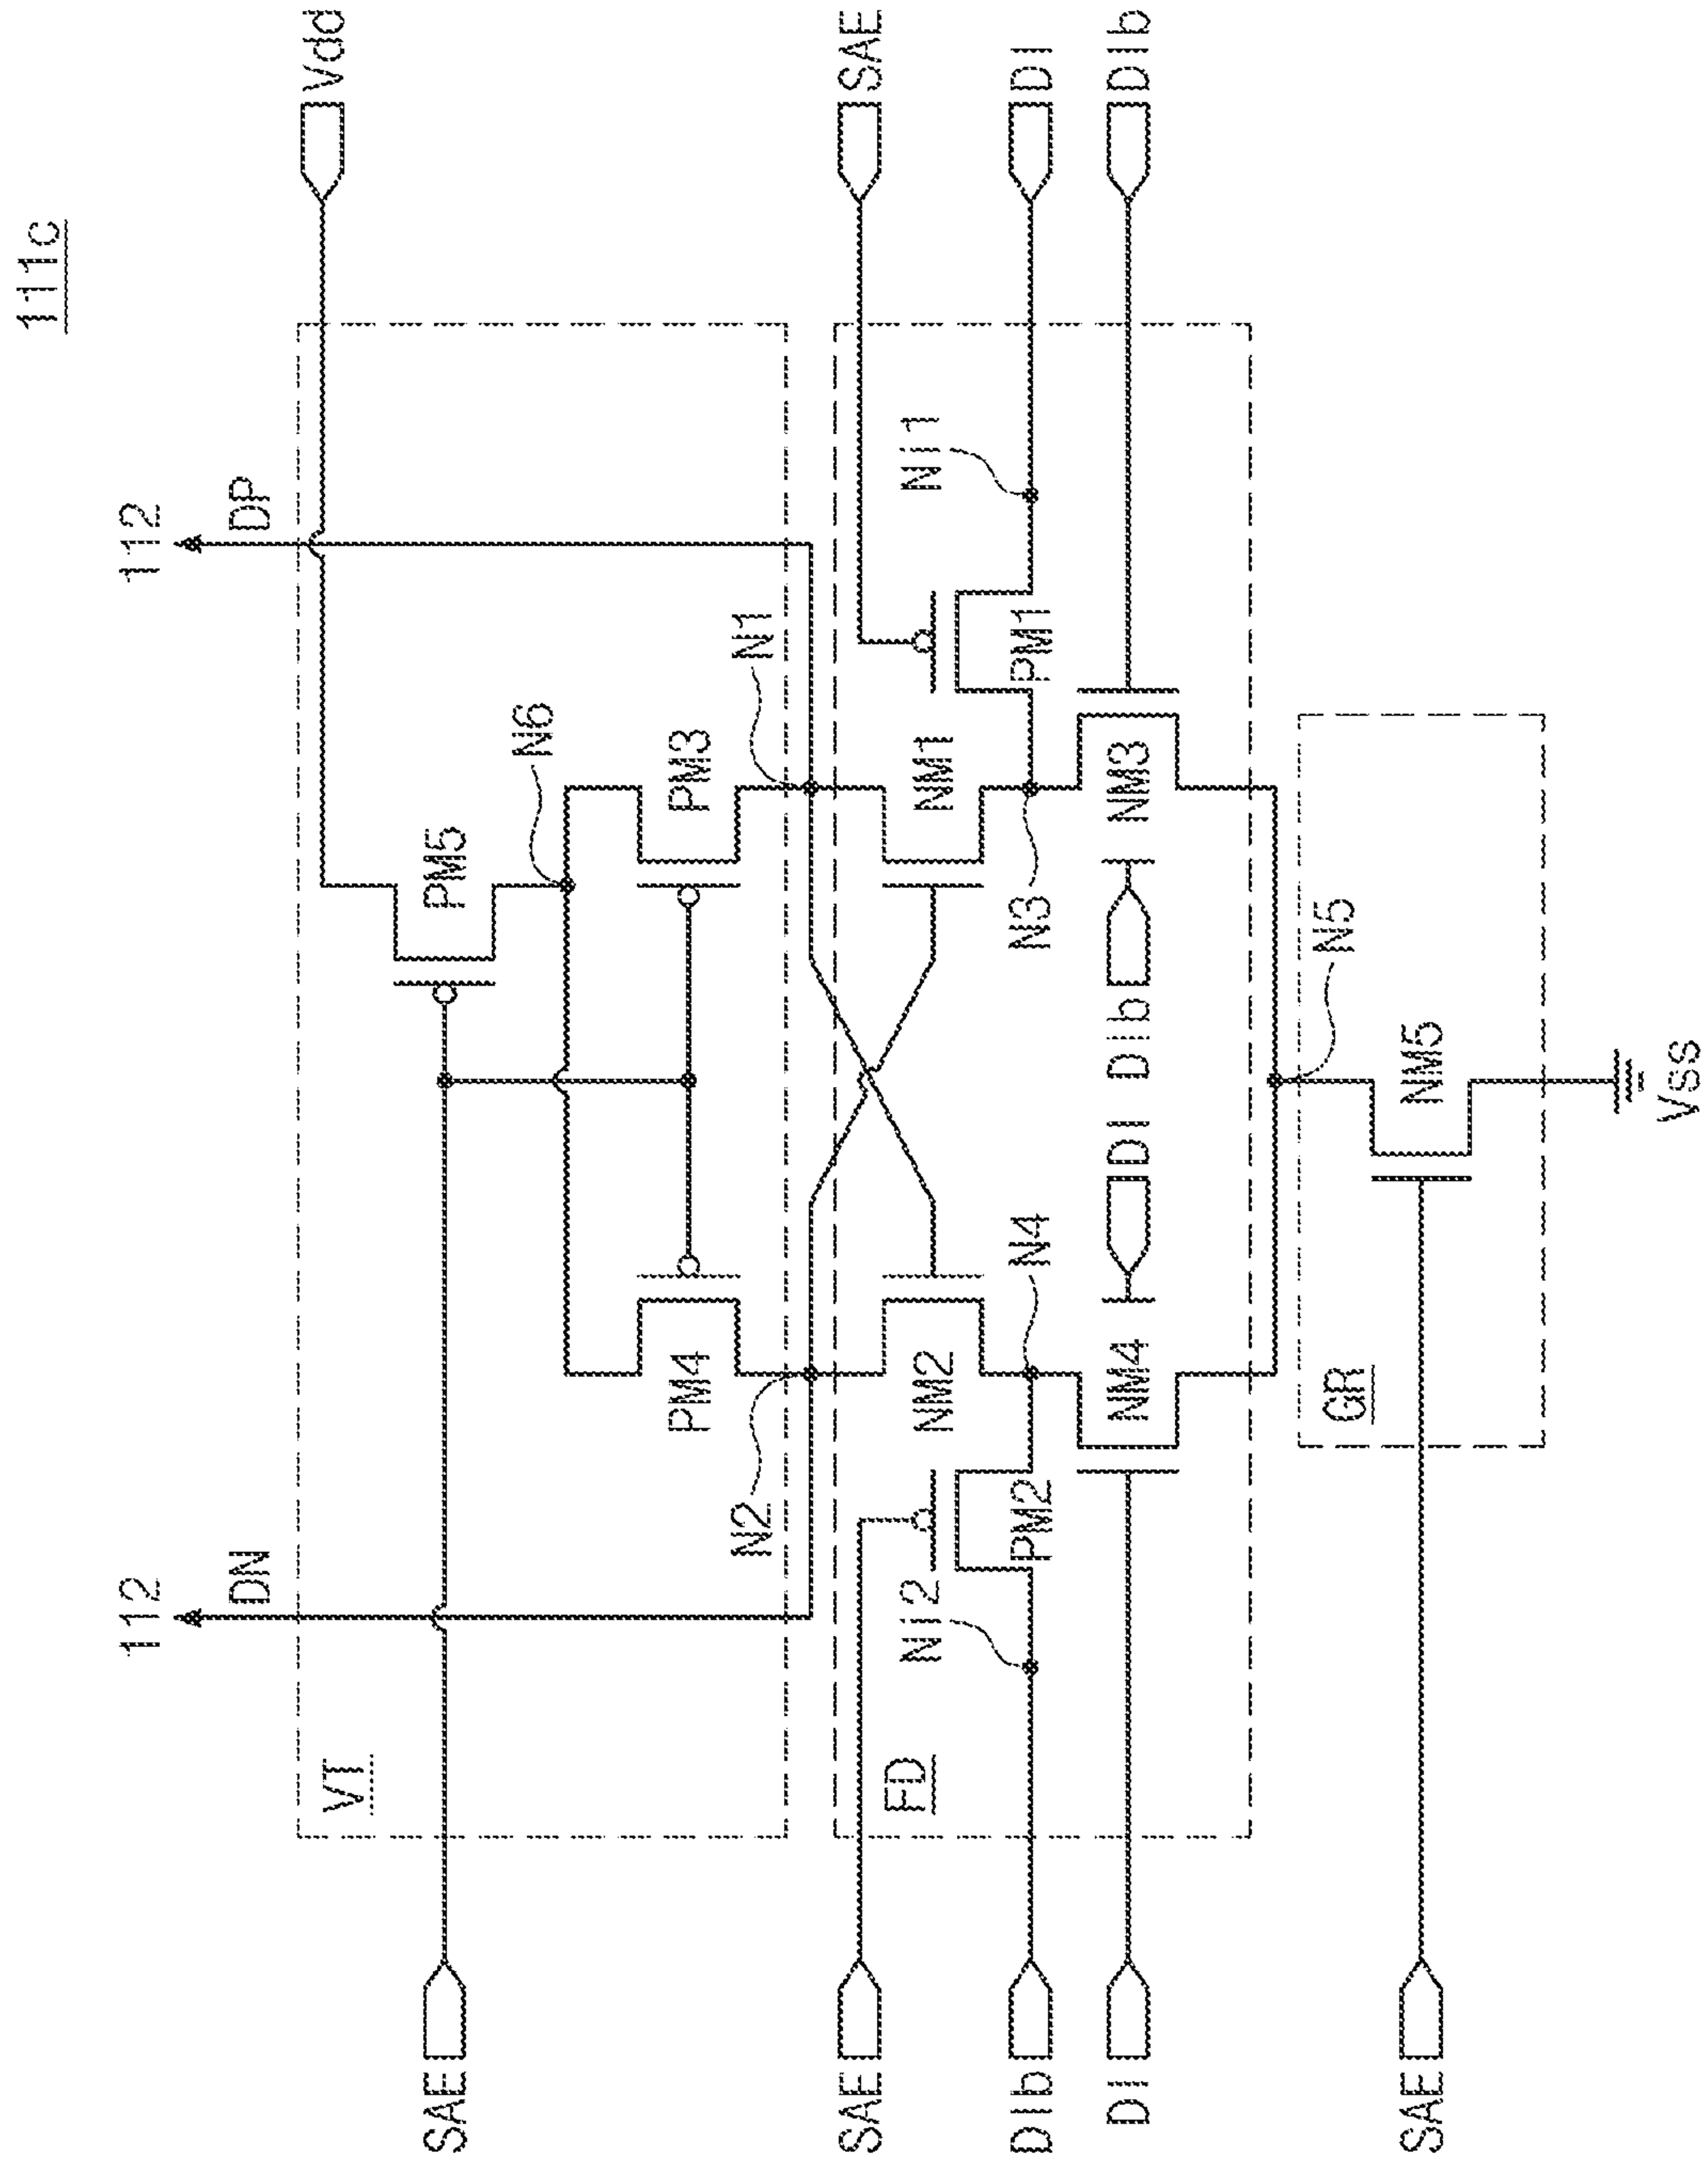 111c
112
112
DN
DP
VT
Vdd
SAE
PM5
N6
PM4
PM3
N2
N1
SAE
SAE
FD
Ni2
NM2
NM1
Ni1
DIb
PM2
N4
N3
PM1
DI
DI
NM4
DI
DIb
NM3
DIb
GR
N5
SAE
NM5
Vss